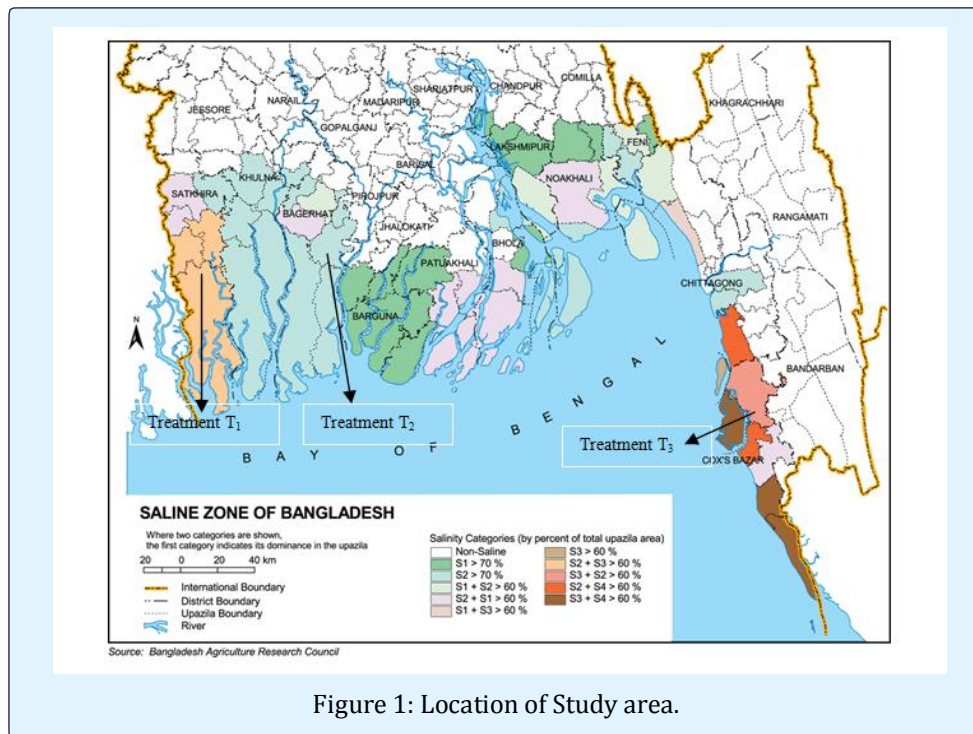 COMILLA
CHANDPUR
SHARIATPUR
MADARIPUR
NARAIL
KHAGRACHHARI
JESSORE
GOPALGANJ
LAKSHMIPUR
FENI
BARISAL
KHULNA
NOAKHALI
SATKHIRA
PIROJPUR
BAGERHAT
RANGAMATI
JHALOKATI
BHOLA
PATUAKHALI
CHITTAGONG
BARGUNA
N
BANDARBAN
Treatment T1
Treatment T2
Treatment T3
BAY OF BENGAL
COX'S BAZAR
SALINE ZONE OF BANGLADESH
Where two categories are shown,
the first category indicates its dominance in the upazila
20 0 20 40 km
International Boundary
District Boundary
Upazila Boundary
River
Salinity Categories (by percent of total upazila area)
Non-Saline
S1 > 70 %
S2 > 70 %
S1 + S2 > 60 %
S2 + S1 > 60 %
S1 + S3 > 60 %
S3 > 60 %
S2 + S3 > 60 %
S3 + S2 > 60 %
S2 + S4 > 60 %
S3 + S4 > 60 %
Source: Bangladesh Agriculture Research Council
Figure 1: Location of Study area.